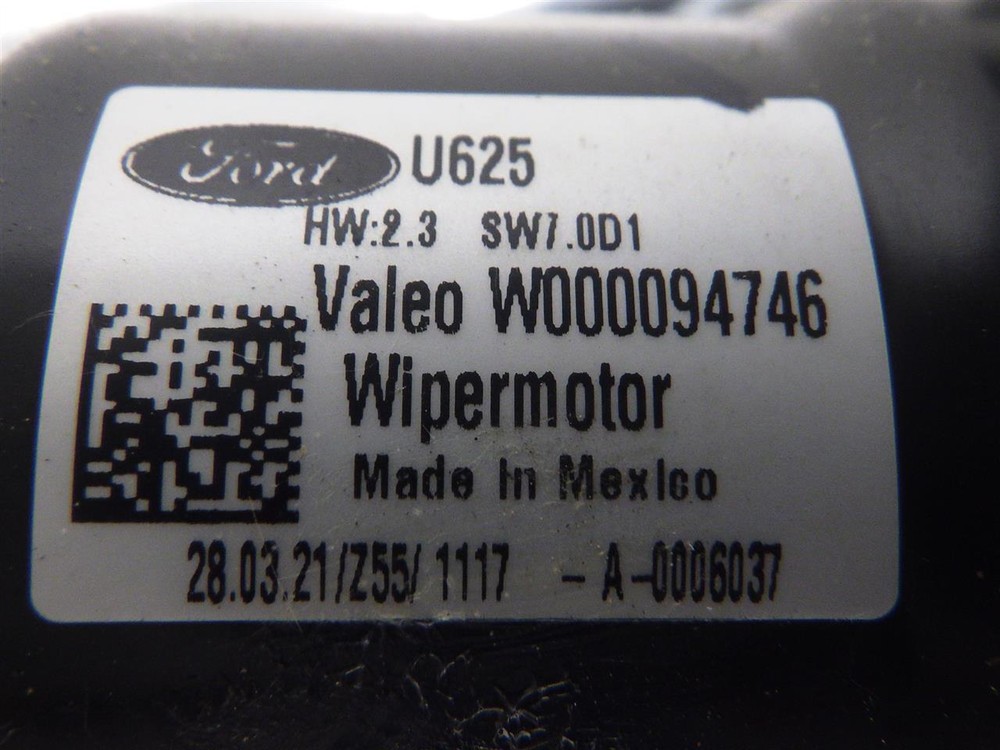 Ford U625
HW:2.3 SW7.0D1
Valeo W000094746
Wipermotor
Made In Mexico
28.03.21/Z55/ 1117 - A -0006037